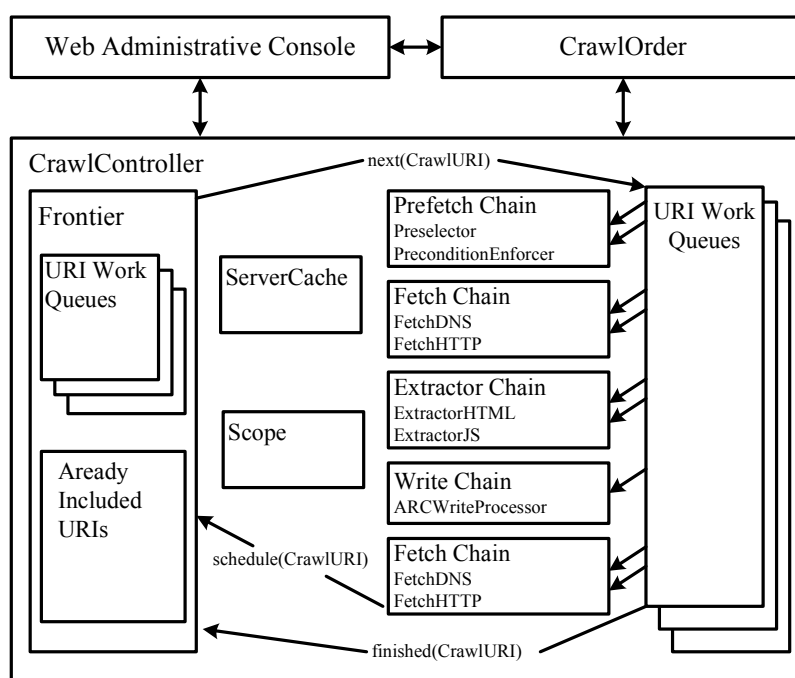 Web Administrative Console
CrawlOrder
CrawlController
next(CrawlURI)
Frontier
URI Work
Queues
Aready
Included
URIs
ServerCache
Scope
schedule(CrawlURI)
finished(CrawlURI)
Prefetch Chain
Preselector
PreconditionEnforcer
Fetch Chain
FetchDNS
FetchHTTP
Extractor Chain
ExtractorHTML
ExtractorJS
Write Chain
ARCWriteProcessor
Fetch Chain
FetchDNS
FetchHTTP
URI Work
Queues